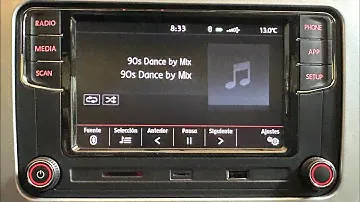 RADIO
MEDIA
SCAN
8:33
13.0°C
90s Dance by Mix
90s Dance by Mix
PHONE
APP
SETUP
Fuente
Selección
Anterior
Pausa
Siguiente
Ajustes